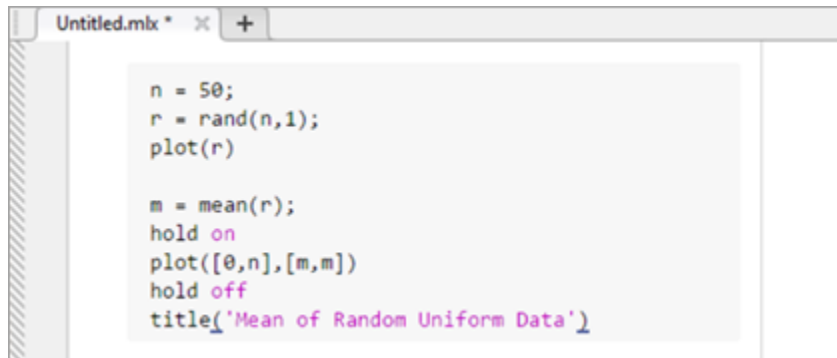 Untitled.mlx *
n = 50;
r = rand(n,1);
plot(r)
m = mean(r);
hold on
plot([0,n],[m,m])
hold off
title('Mean of Random Uniform Data')